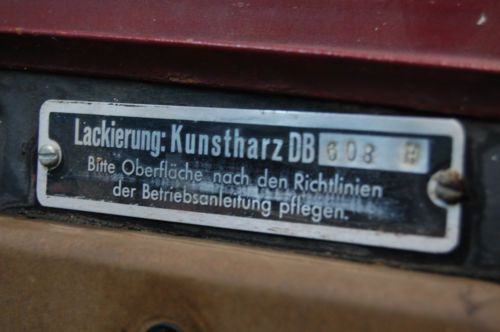 Lackierung: Kunstharz DB 608 H
Bitte Oberfläche nach den Richtlinien
der Betriebsanleitung pflegen.